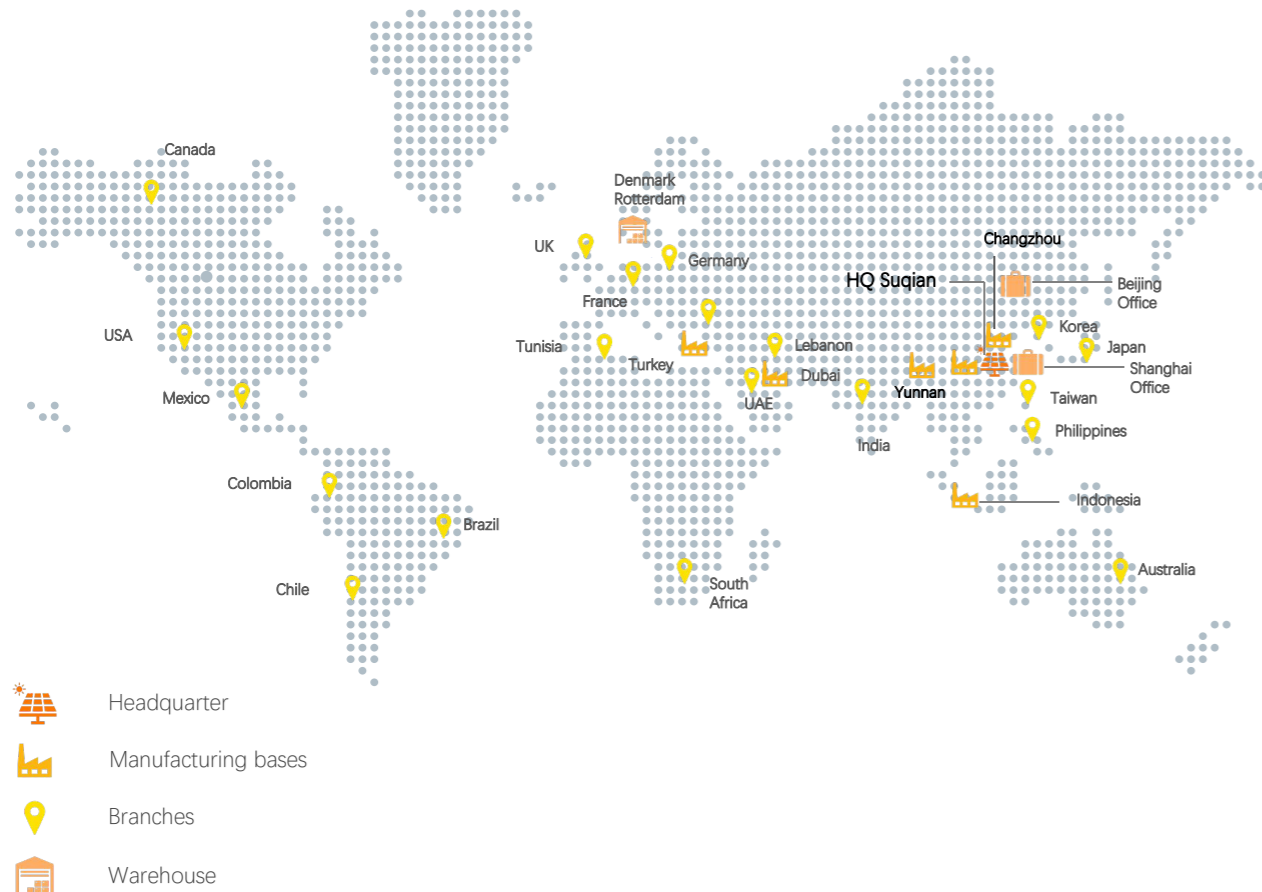 Canada
Denmark
Rotterdam
UK
Changzhou
Germany
HQ Suqian
Beijing
Office
France
USA
Tunisia
Turkey
Lebanon
Korea
Japan
Dubai
Shanghai
Office
Mexico
UAE
Yunnan
Taiwan
India
Philippines
Colombia
Indonesia
Brazil
Chile
South
Africa
Australia
Headquarter
Manufacturing bases
Branches
Warehouse